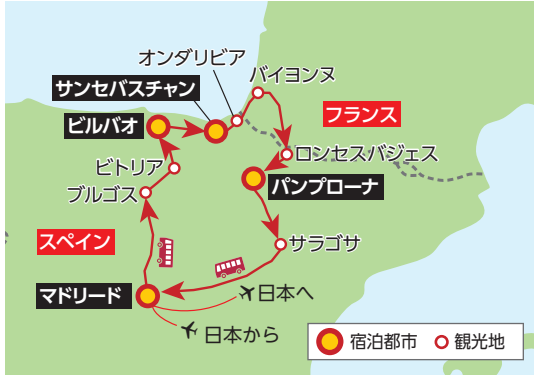 オンダリビア
バイヨンヌ
サンセバスチャン
フランス
ビルバオ
ロンセスバジェス
ビトリア
パンプローナ
ブルゴス
スペイン
サラゴサ
マドリード
日本へ
日本から
宿泊都市
観光地